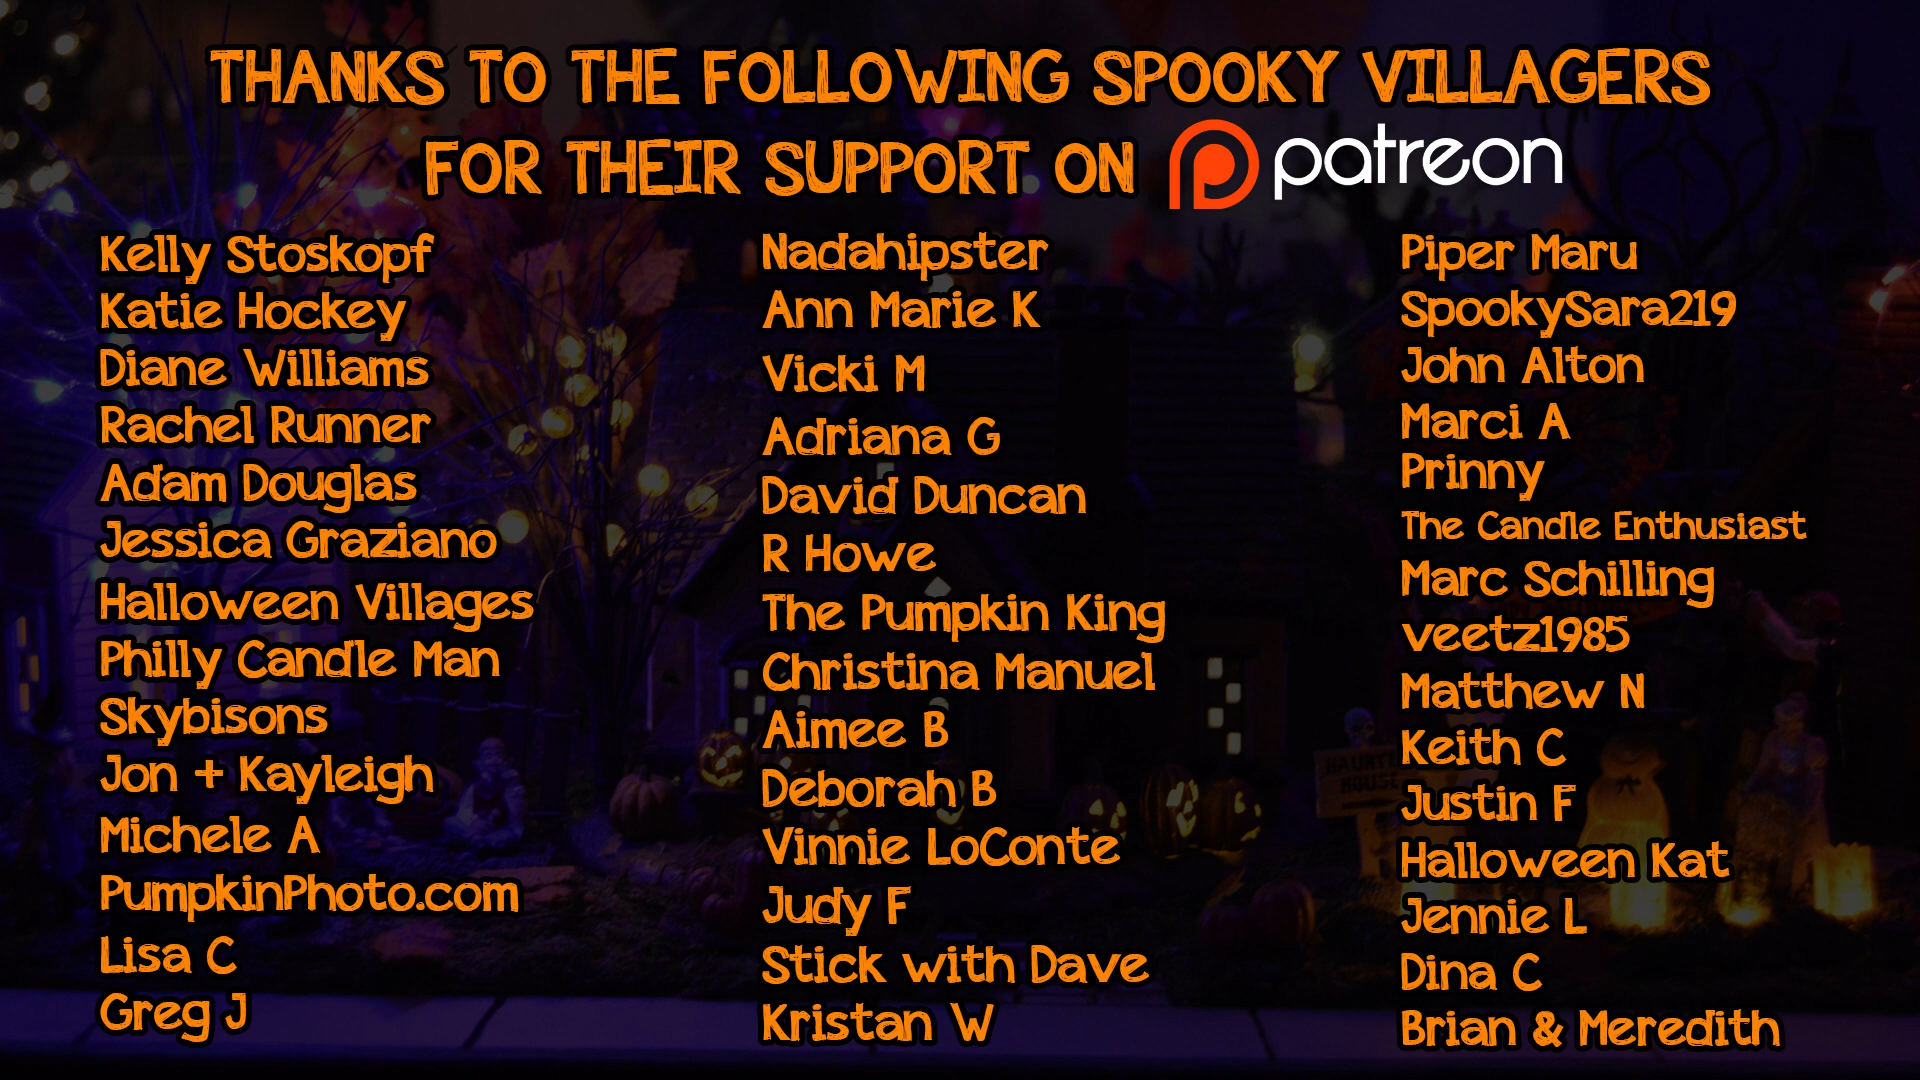 THANKS TO THE FOLLOWING SPOOKY VILLAGERS
FOR THEIR SUPPORT ON patreon
Kelly Stoskopf
Katie Hockey
Diane Williams
Rachel Runner
Adam Douglas
Jessica Graziano
Halloween Villages
Philly Candle Man
Skybisons
Jon + Kayleigh
Michele A
PumpkinPhoto.com
Lisa C
Greg J
Nadahipster
Ann Marie K
Vicki M
Adriana G
David Duncan
R Howe
The Pumpkin King
Christina Manuel
Aimee B
Deborah B
Vinnie LoConte
Judy F
Stick with Dave
Kristan W
Piper Maru
SpookySara219
John Alton
Marci A
Prinny
The Candle Enthusiast
Marc Schilling
veetz1985
Matthew N
Keith C
Justin F
Halloween Kat
Jennie L
Dina C
Brian & Meredith
HAUNTED
HOUSE